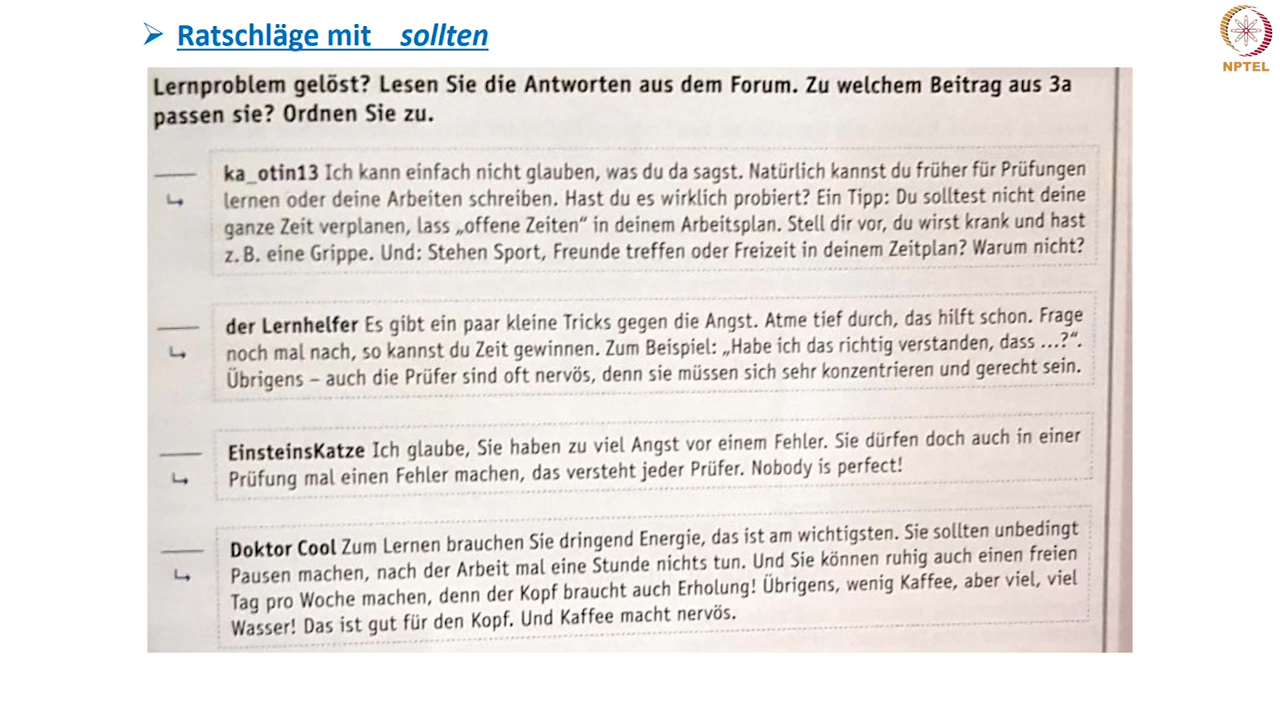 ➢ Ratschläge mit sollten
NPTEL
Lernproblem gelöst? Lesen Sie die Antworten aus dem Forum. Zu welchem Beitrag aus 3a
passen sie? Ordnen Sie zu.
ka_otin13 Ich kann einfach nicht glauben, was du da sagst. Natürlich kannst du früher für Prüfungen
lernen oder deine Arbeiten schreiben. Hast du es wirklich probiert? Ein Tipp: Du solltest nicht deine
ganze Zeit verplanen, lass „offene Zeiten“ in deinem Arbeitsplan. Stell dir vor, du wirst krank und hast
z. B. eine Grippe. Und: Stehen Sport, Freunde treffen oder Freizeit in deinem Zeitplan? Warum nicht?
der Lernhelfer Es gibt ein paar kleine Tricks gegen die Angst. Atme tief durch, das hilft schon. Frage
noch mal nach, so kannst du Zeit gewinnen. Zum Beispiel: „Habe ich das richtig verstanden, dass ...?“.
Übrigens – auch die Prüfer sind oft nervös, denn sie müssen sich sehr konzentrieren und gerecht sein.
EinsteinsKatze Ich glaube, Sie haben zu viel Angst vor einem Fehler. Sie dürfen doch auch in einer
Prüfung mal einen Fehler machen, das versteht jeder Prüfer. Nobody is perfect!
Doktor Cool Zum Lernen brauchen Sie dringend Energie, das ist am wichtigsten. Sie sollten unbedingt
Pausen machen, nach der Arbeit mal eine Stunde nichts tun. Und Sie können ruhig auch einen freien
Tag pro Woche machen, denn der Kopf braucht auch Erholung! Übrigens, wenig Kaffee, aber viel, viel
Wasser! Das ist gut für den Kopf. Und Kaffee macht nervös.